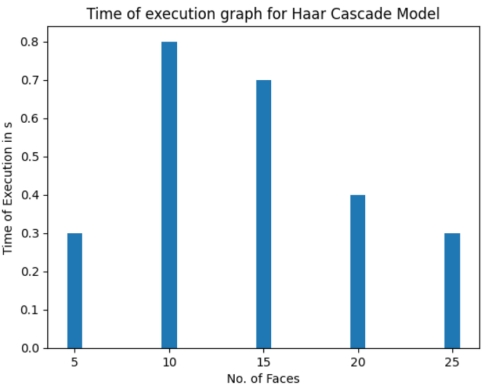 Time of execution graph for Haar Cascade Model
Time of Execution in s
0.8
0.7
0.6
0.5
0.4
0.3
0.2
0.1
0.0
5 10 15 20 25
No. of Faces